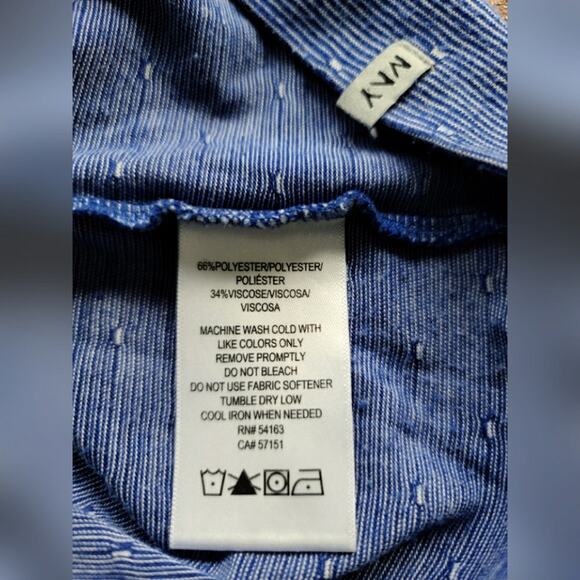 66%POLYESTER/POLYESTER/
POLIÉSTER
34%VISCOSE/VISCOSA/
VISCOSA
MACHINE WASH COLD WITH
LIKE COLORS ONLY
REMOVE PROMPTLY
DO NOT BLEACH
DO NOT USE FABRIC SOFTENER
TUMBLE DRY LOW
COOL IRON WHEN NEEDED
RN# 54163
CA# 57151